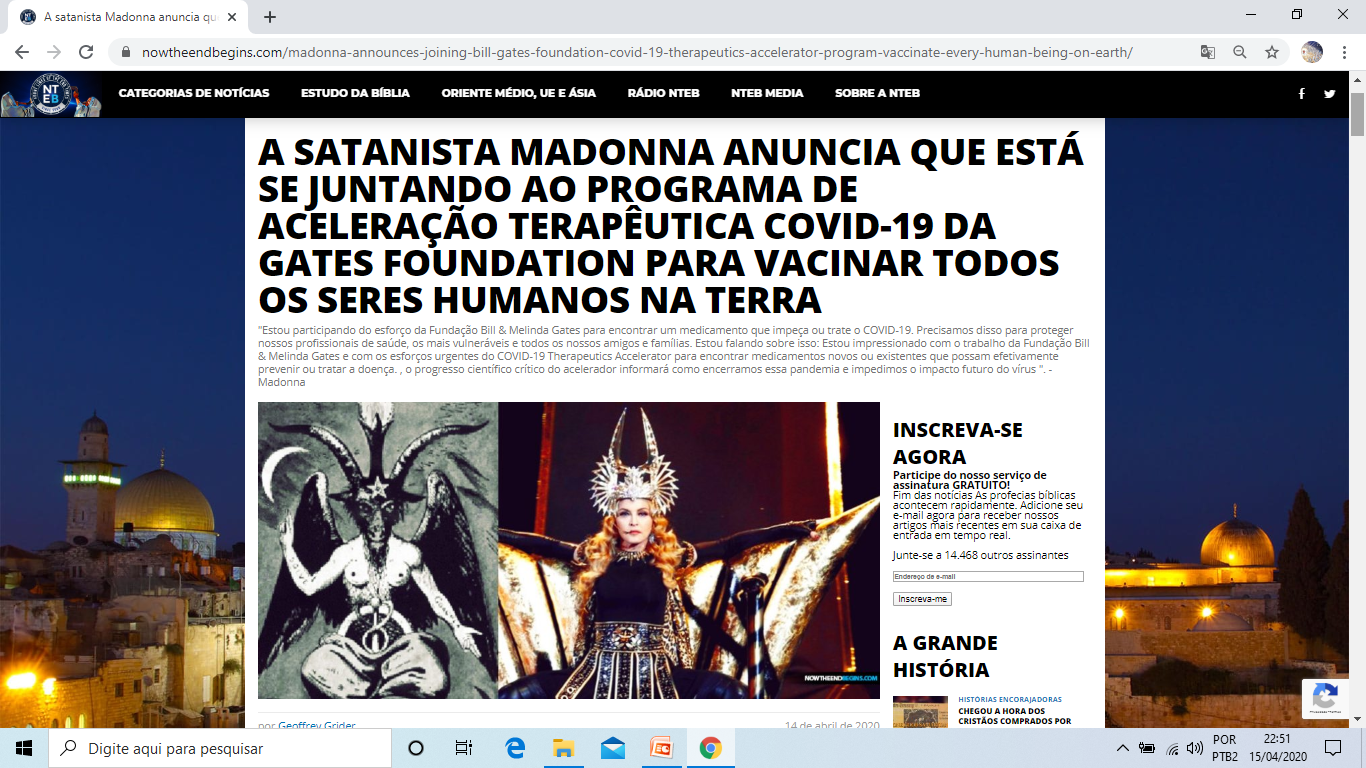 A satanista Madonna anuncia qu
nowtheendbegins.com/madonna-announces-joining-bill-gates-foundation-covid-19-therapeutics-accelerator-program-vaccinate-every-human-being-on-earth/
NT
EB
CATEGORIAS DE NOTÍCIAS ESTUDO DA BÍBLIA ORIENTE MÉDIO, UE E ÁSIA RÁDIO NTEB NTEB MEDIA SOBRE A NTEB
A SATANISTA MADONNA ANUNCIA QUE ESTÁ
SE JUNTANDO AO PROGRAMA DE
ACELERAÇÃO TERAPÊUTICA COVID-19 DA
GATES FOUNDATION PARA VACINAR TODOS
OS SERES HUMANOS NA TERRA
"Estou participando do esforço da Fundação Bill & Melinda Gates para encontrar um medicamento que impeça ou trate o COVID-19. Precisamos disso para proteger
nossos profissionais de saúde, os mais vulneráveis e todos os nossos amigos e famílias. Estou falando sobre isso: Estou impressionado com o trabalho da Fundação Bill
& Melinda Gates e com os esforços urgentes do COVID-19 Therapeutics Accelerator para encontrar medicamentos novos ou existentes que possam efetivamente
prevenir ou tratar a doença. , o progresso científico crítico do acelerador informará como encerramos essa pandemia e impedimos o impacto futuro do vírus ". -
Madonna
NOWTHEENDBEGINS.COM
por Geoffrey Grider 14 de abril de 2020
INSCREVA-SE
AGORA
Participe do nosso serviço de
assinatura GRATUITO!
Fim das notícias As profecias bíblicas
acontecem rapidamente. Adicione seu
e-mail agora para receber nossos
artigos mais recentes em sua caixa de
entrada em tempo real.
Junte-se a 14.468 outros assinantes
Endereço de e-mail
Inscreva-me
A GRANDE
HISTÓRIA
HISTÓRIAS ENCORAJADORAS
CHEGOU A HORA DOS
CRISTÃOS COMPRADOS POR
Digite aqui para pesquisar
POR
PTB2
22:51
15/04/2020